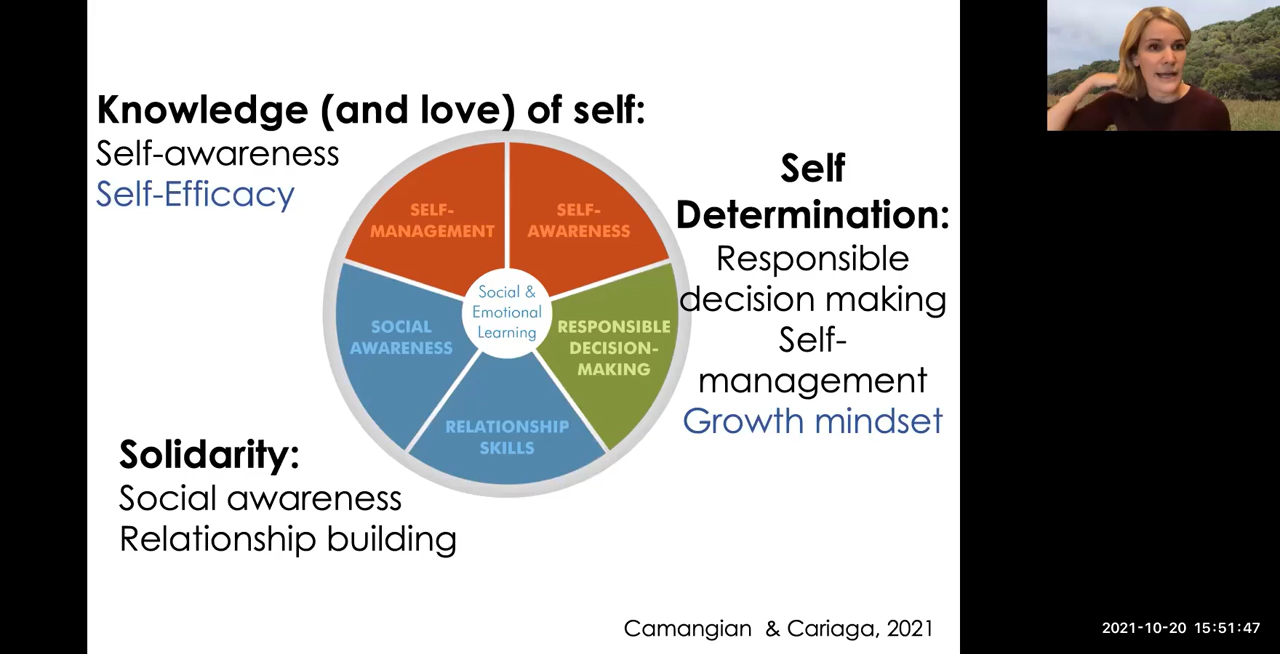 Knowledge (and love) of self:
Self-awareness
Self-Efficacy
SELF-
MANAGEMENT
SELF-
AWARENESS
Social &
Emotional
Learning
SOCIAL
AWARENESS
RESPONSIBLE
DECISION-
MAKING
RELATIONSHIP
SKILLS
Self
Determination:
Responsible
decision making
Self-
management
Growth mindset
Solidarity:
Social awareness
Relationship building
Camangian & Cariaga, 2021
2021-10-20 15:51:47